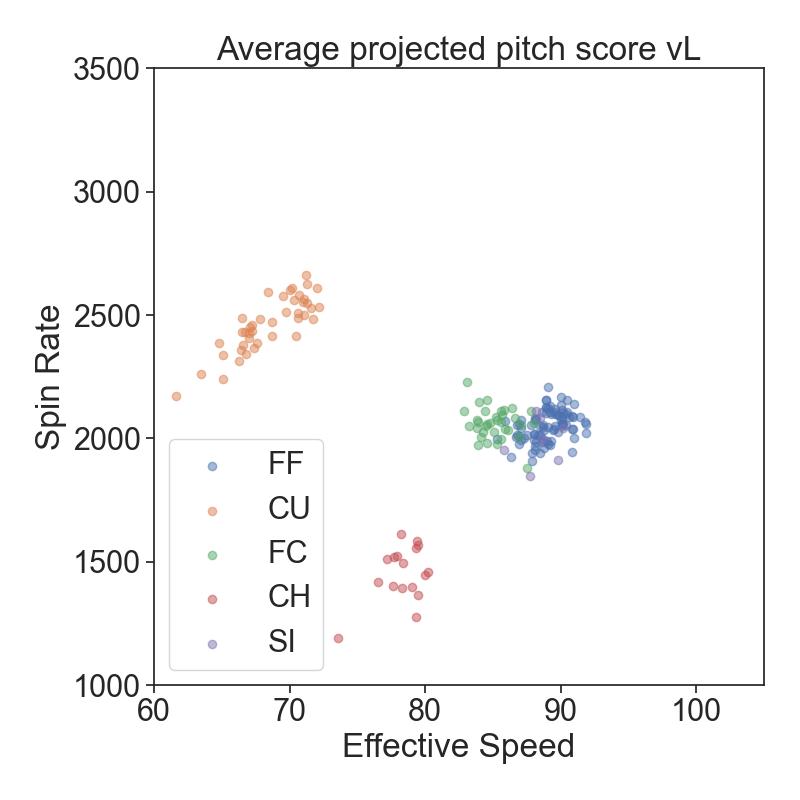 Average projected pitch score vL
3500
3000
2500
2000
1500
1000
Spin Rate
FF
CU
FC
CH
SI
60 70 80 90 100
Effective Speed